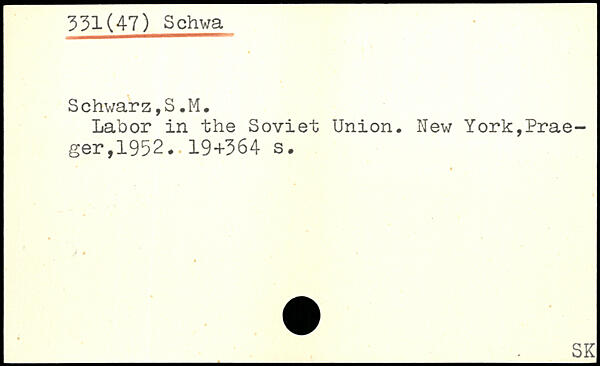 331(47) Schwa
Schwarz,S.M.
Labor in the Soviet Union. New York,Prae-
ger,1952. 19+364 s.
SK